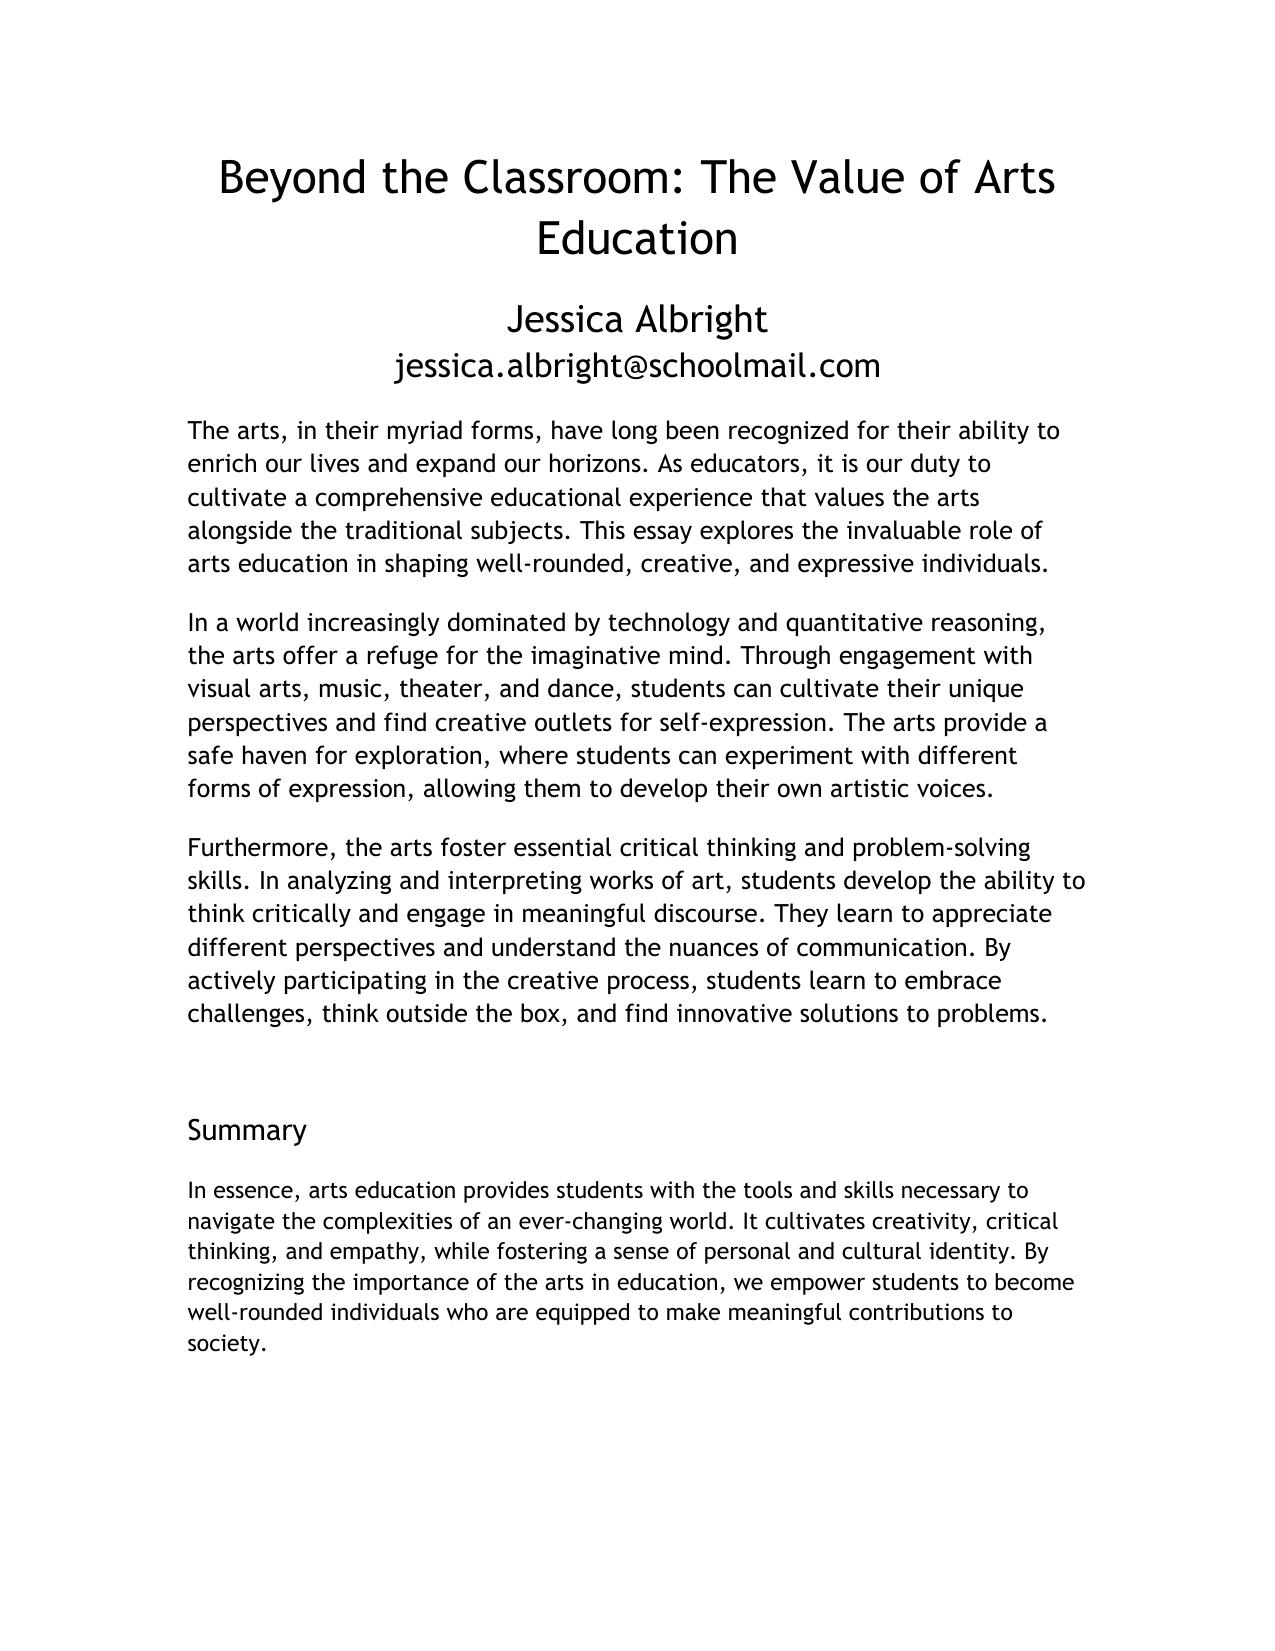 Beyond the Classroom: The Value of Arts
Education
Jessica Albright
jessica.albright@schoolmail.com
The arts, in their myriad forms, have long been recognized for their ability to
enrich our lives and expand our horizons. As educators, it is our duty to
cultivate a comprehensive educational experience that values the arts
alongside the traditional subjects. This essay explores the invaluable role of
arts education in shaping well-rounded, creative, and expressive individuals.
In a world increasingly dominated by technology and quantitative reasoning,
the arts offer a refuge for the imaginative mind. Through engagement with
visual arts, music, theater, and dance, students can cultivate their unique
perspectives and find creative outlets for self-expression. The arts provide a
safe haven for exploration, where students can experiment with different
forms of expression, allowing them to develop their own artistic voices.
Furthermore, the arts foster essential critical thinking and problem-solving
skills. In analyzing and interpreting works of art, students develop the ability to
think critically and engage in meaningful discourse. They learn to appreciate
different perspectives and understand the nuances of communication. By
actively participating in the creative process, students learn to embrace
challenges, think outside the box, and find innovative solutions to problems.
Summary
In essence, arts education provides students with the tools and skills necessary to
navigate the complexities of an ever-changing world. It cultivates creativity, critical
thinking, and empathy, while fostering a sense of personal and cultural identity. By
recognizing the importance of the arts in education, we empower students to become
well-rounded individuals who are equipped to make meaningful contributions to
society.